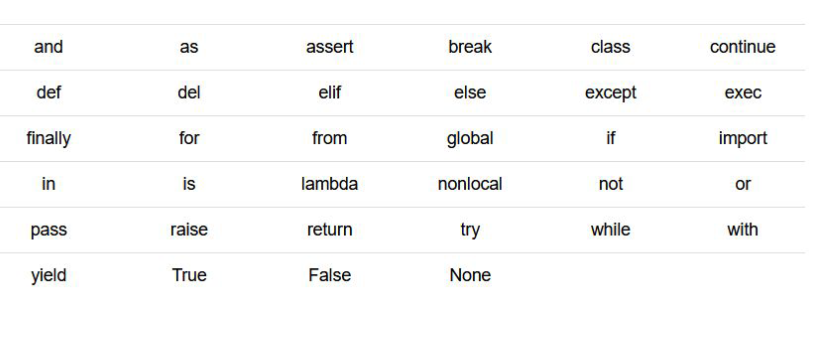 and as assert break class continue
def del elif else except exec
finally for from global if import
in is lambda nonlocal not or
pass raise return try while with
yield True False None